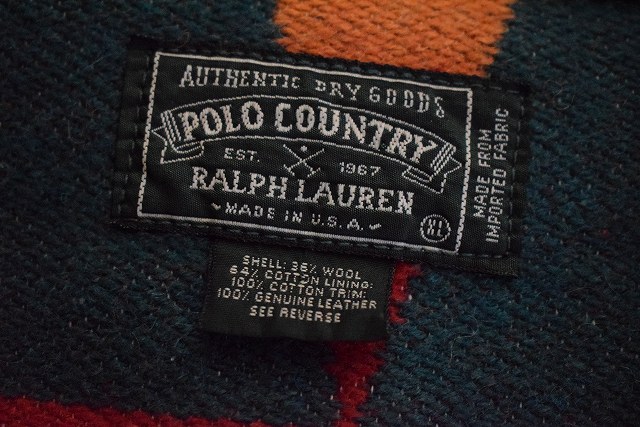 AUTHENTIC DRY GOODS
POLO COUNTRY
EST. 1967
RALPH LAUREN
MADE IN U.S.A.
XL
MADE FROM
IMPORTED FABRIC
SHELL: 36% WOOL
64% COTTON LINING:
100% COTTON TRIM:
100% GENUINE LEATHER
SEE REVERSE